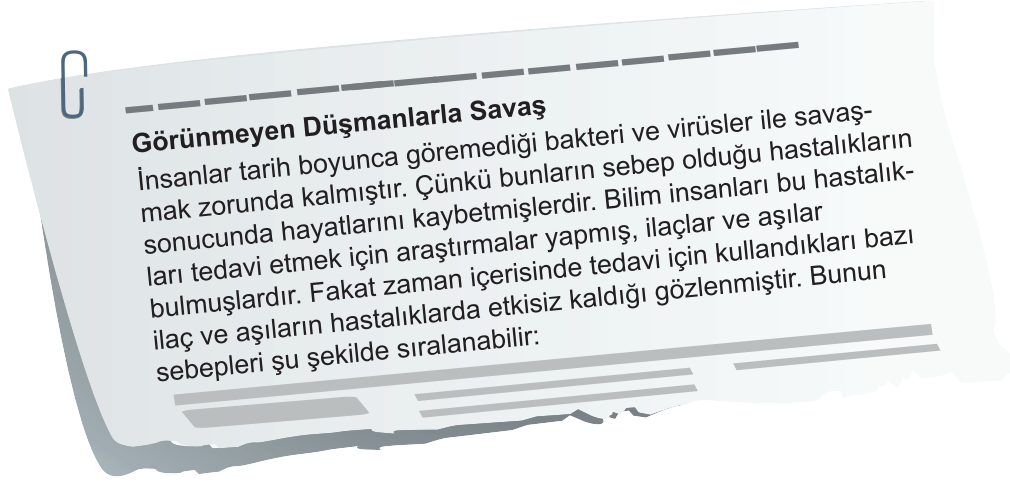 Görünmeyen Düşmanlarla Savaş
İnsanlar tarih boyunca göremediği bakteri ve virüsler ile savaş-
mak zorunda kalmıştır. Çünkü bunların sebep olduğu hastalıkların
sonucunda hayatlarını kaybetmişlerdir. Bilim insanları bu hastalık-
ları tedavi etmek için araştırmalar yapmış, ilaçlar ve aşılar
bulmuşlardır. Fakat zaman içerisinde tedavi için kullandıkları bazı
ilaç ve aşıların hastalıklarda etkisiz kaldığı gözlenmiştir. Bunun
sebepleri şu şekilde sıralanabilir: